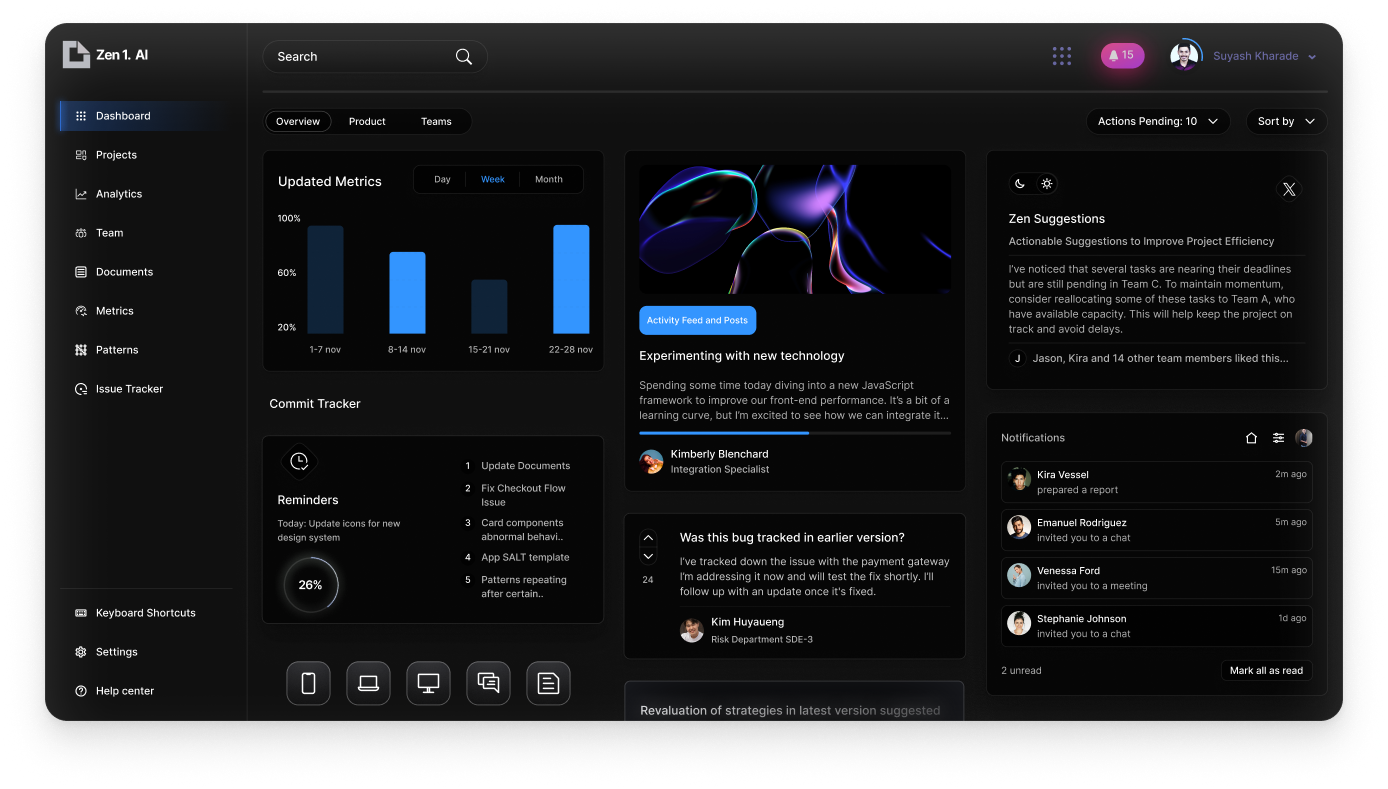 Zen 1. AI
Search
15
Suyash Kharade
Dashboard
Projects
Analytics
Team
Documents
Metrics
Patterns
Issue Tracker
Keyboard Shortcuts
Settings
Help center
Overview
Product
Teams
Actions Pending: 10
Sort by
Updated Metrics
Day
Week
Month
100%
60%
20%
1-7 nov
8-14 nov
15-21 nov
22-28 nov
Commit Tracker
Reminders
Today: Update icons for new
design system
26%
1 Update Documents
2 Fix Checkout Flow
Issue
3 Card components
abnormal behavi..
4 App SALT template
5 Patterns repeating
after certain..
Activity Feed and Posts
Experimenting with new technology
Spending some time today diving into a new JavaScript
framework to improve our front-end performance. It's a bit of a
learning curve, but I'm excited to see how we can integrate it...
Kimberly Blenchard
Integration Specialist
24
Was this bug tracked in earlier version?
I've tracked down the issue with the payment gateway
I'm addressing it now and will test the fix shortly. I'll
follow up with an update once it's fixed.
Kim Huyaueng
Risk Department SDE-3
Revaluation of strategies in latest version suggested
Zen Suggestions
Actionable Suggestions to Improve Project Efficiency
I've noticed that several tasks are nearing their deadlines
but are still pending in Team C. To maintain momentum,
consider reallocating some of these tasks to Team A, who
have available capacity. This will help keep the project on
track and avoid delays.
J Jason, Kira and 14 other team members liked this...
Notifications
Kira Vessel 2m ago
prepared a report
Emanuel Rodriguez 5m ago
invited you to a chat
Venessa Ford 15m ago
invited you to a meeting
Stephanie Johnson 1d ago
invited you to a chat
2 unread
Mark all as read